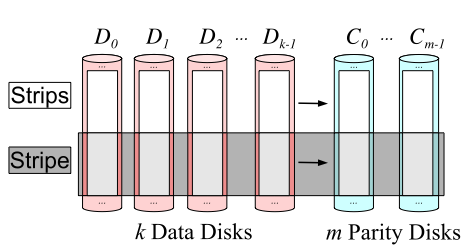 D0 D1 D2 ... Dk-1 C0 ... Cm-1
... ... ... ... ... ...
Strips
Stripe
... ... ... ... ... ...
k Data Disks m Parity Disks